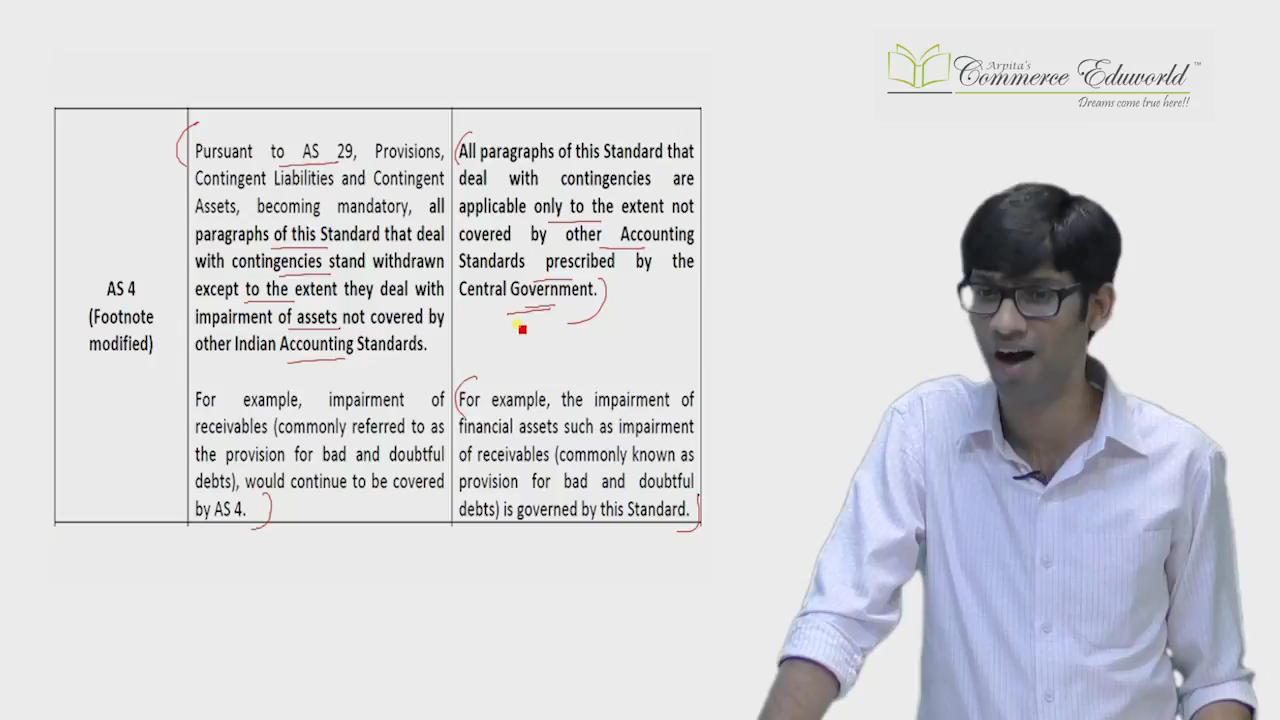 Arpita's
Commerce Eduworld™
Dreams come true here!!
AS 4
(Footnote
modified)
Pursuant to AS 29, Provisions,
Contingent Liabilities and Contingent
Assets, becoming mandatory, all
paragraphs of this Standard that deal
with contingencies stand withdrawn
except to the extent they deal with
impairment of assets not covered by
other Indian Accounting Standards.
For example, impairment of
receivables (commonly referred to as
the provision for bad and doubtful
debts), would continue to be covered
by AS 4.
All paragraphs of this Standard that
deal with contingencies are
applicable only to the extent not
covered by other Accounting
Standards prescribed by the
Central Government.
For example, the impairment of
financial assets such as impairment
of receivables (commonly known as
provision for bad and doubtful
debts) is governed by this Standard.